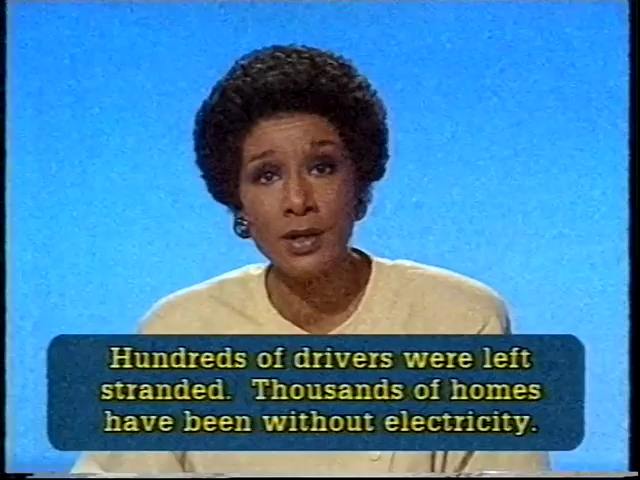 Hundreds of drivers were left
stranded.  Thousands of homes
have been without electricity.